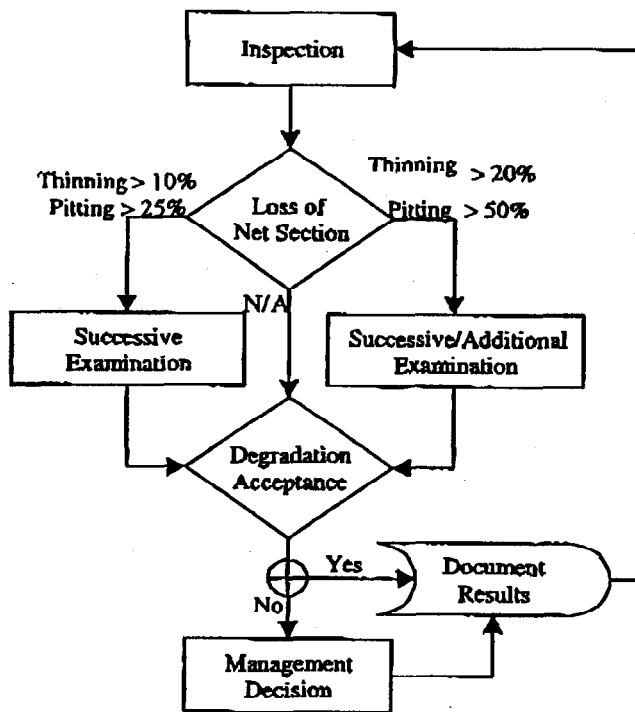 Inspection
Thinning > 10%
Pitting > 25%
Thinning > 20%
Pitting > 50%
Loss of
Net Section
N/A
Successive
Examination
Successive/Additional
Examination
Degradation
Acceptance
Yes
No
Document
Results
Management
Decision